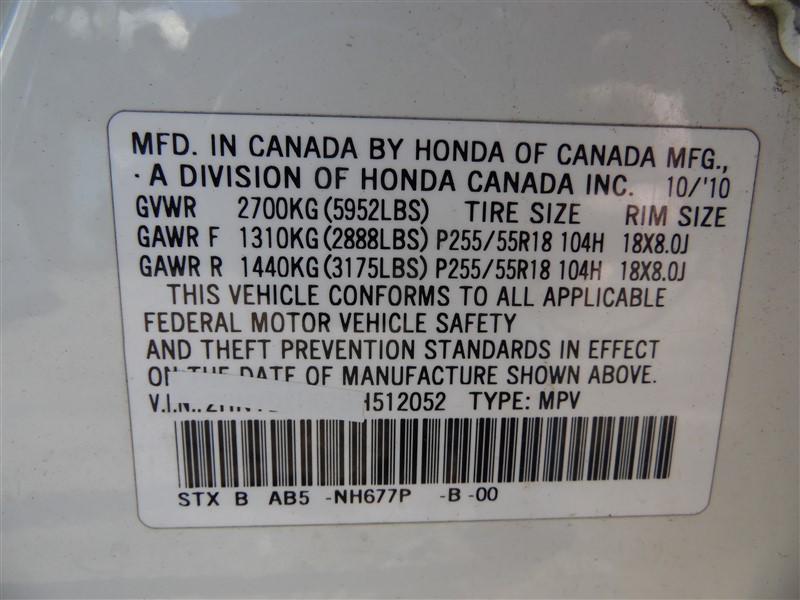 MFD. IN CANADA BY HONDA OF CANADA MFG.,
A DIVISION OF HONDA CANADA INC. 10/'10
GVWR 2700KG (5952LBS) TIRE SIZE RIM SIZE
GAWR F 1310KG (2888LBS) P255/55R18 104H 18X8.0J
GAWR R 1440KG (3175LBS) P255/55R18 104H 18X8.0J
THIS VEHICLE CONFORMS TO ALL APPLICABLE
FEDERAL MOTOR VEHICLE SAFETY
AND THEFT PREVENTION STANDARDS IN EFFECT
DATE OF MANUFACTURE SHOWN ABOVE.
V.I.N.: H512052 TYPE: MPV
STX B AB5 -NH677P -B -00